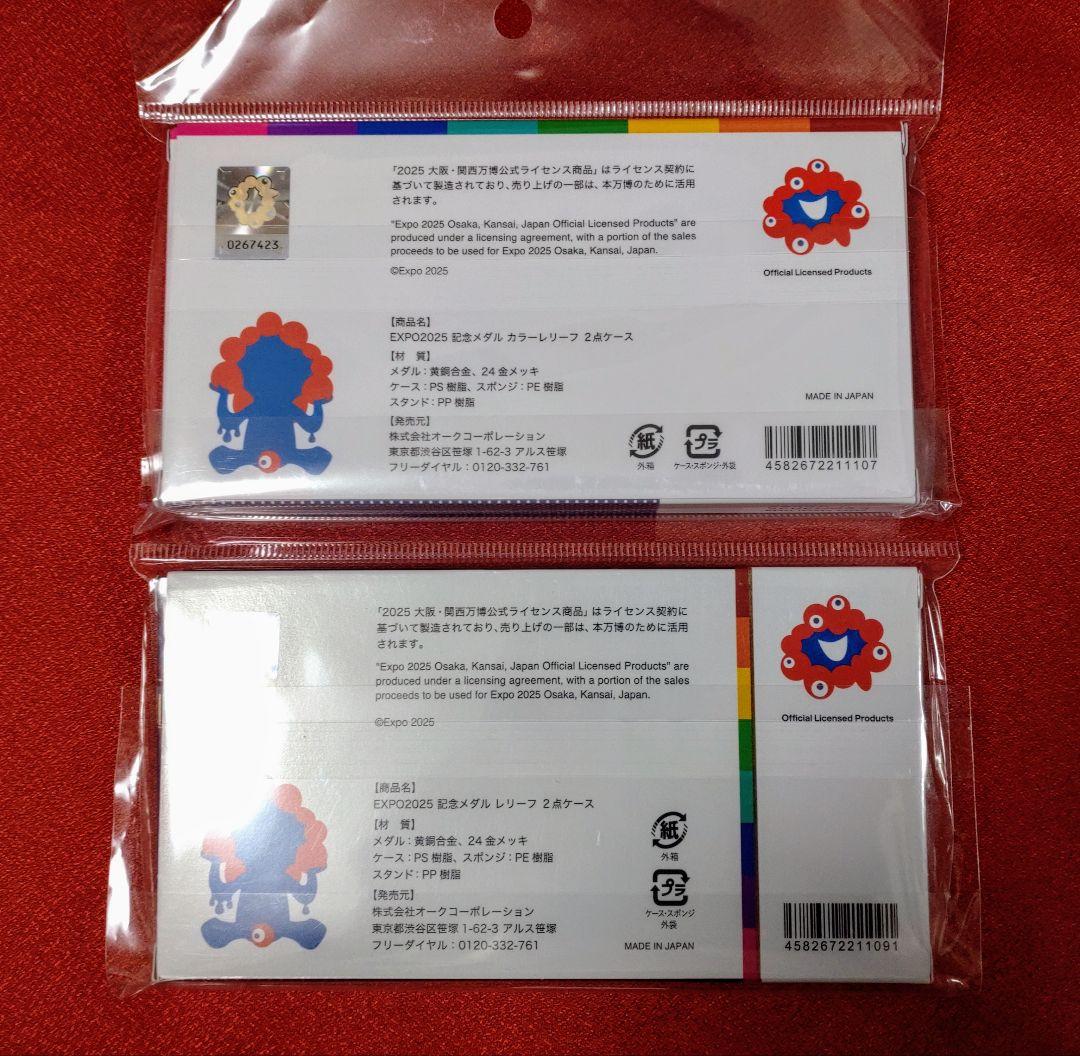 「2025 大阪・関西万博公式ライセンス商品」はライセンス契約に
基づいて製造されており、売り上げの一部は、本万博のために活用
されます。
0267423
"Expo 2025 Osaka, Kansai, Japan Official Licensed Products" are
produced under a licensing agreement, with a portion of the sales
proceeds to be used for Expo 2025 Osaka, Kansai, Japan.
©Expo 2025
Official Licensed Products
【商品名】
EXPO2025 記念メダル カラーレリーフ 2点ケース
【材　質】
メダル：黄銅合金、24金メッキ
ケース：PS樹脂、スポンジ：PE樹脂
スタンド：PP樹脂
【発売元】
株式会社オークコーポレーション
東京都渋谷区笹塚1-62-3 アルス笹塚
フリーダイヤル：0120-332-761
紙
外箱
プラ
ケース・スポンジ・外袋
MADE IN JAPAN
4582672211107
「2025 大阪・関西万博公式ライセンス商品」はライセンス契約に
基づいて製造されており、売り上げの一部は、本万博のために活用
されます。
"Expo 2025 Osaka, Kansai, Japan Official Licensed Products" are
produced under a licensing agreement, with a portion of the sales
proceeds to be used for Expo 2025 Osaka, Kansai, Japan.
©Expo 2025
Official Licensed Products
【商品名】
EXPO2025 記念メダル レリーフ 2点ケース
【材　質】
メダル：黄銅合金、24金メッキ
ケース：PS樹脂、スポンジ：PE樹脂
スタンド：PP樹脂
【発売元】
株式会社オークコーポレーション
東京都渋谷区笹塚1-62-3 アルス笹塚
フリーダイヤル：0120-332-761
紙
外箱
プラ
ケース・スポンジ
外袋
MADE IN JAPAN
4582672211091